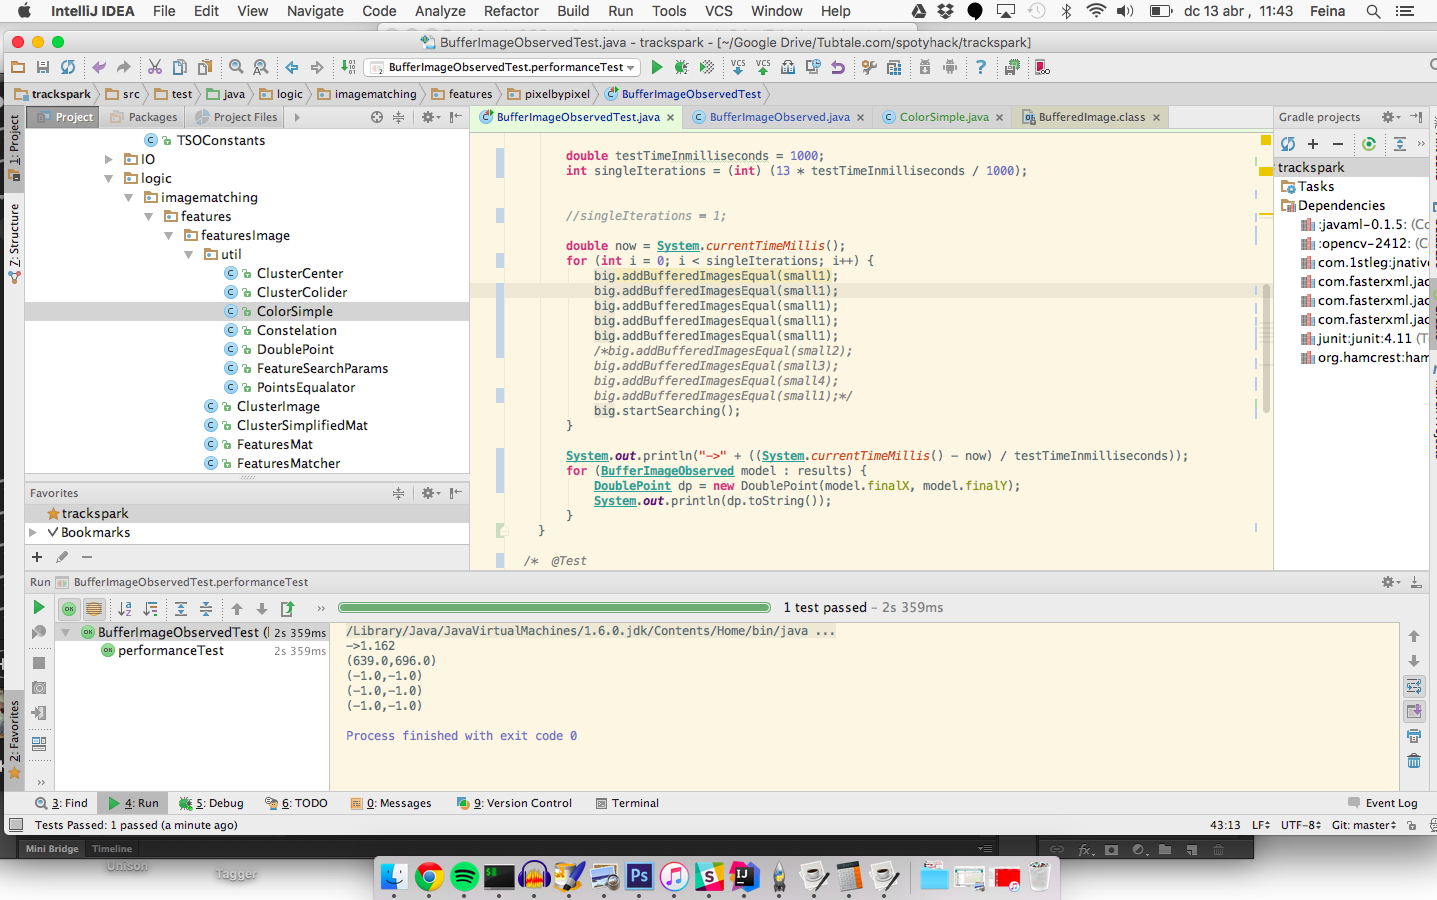 IntelliJ IDEA File Edit View Navigate Code Analyze Refactor Build Run Tools VCS Window Help dc 13 abr , 11:43 Feina
BufferImageObservedTest.java - trackspark - [~/Google Drive/Tubtale.com/spotyhack/trackspark]
BufferImageObservedTest.performanceTest
trackspark src test java logic imagematching features pixelbypixel BufferImageObservedTest
1: Project
Z: Structure
2: Favorites
Project Packages Project Files
TSOConstants
IO
logic
imagematching
features
featuresImage
util
ClusterCenter
ClusterColider
ColorSimple
Constelation
DoublePoint
FeatureSearchParams
PointsEqualator
ClusterImage
ClusterSimplifiedMat
FeaturesMat
FeaturesMatcher
Favorites
trackspark
Bookmarks
BufferImageObservedTest.java BufferImageObserved.java ColorSimple.java BufferedImage.class
double testTimeInmilliseconds = 1000;
int singleIterations = (int) (13 * testTimeInmilliseconds / 1000);
//singleIterations = 1;
double now = System.currentTimeMillis();
for (int i = 0; i < singleIterations; i++) {
big.addBufferedImagesEqual(small1);
big.addBufferedImagesEqual(small1);
big.addBufferedImagesEqual(small1);
big.addBufferedImagesEqual(small1);
big.addBufferedImagesEqual(small1);
/*big.addBufferedImagesEqual(small2);
big.addBufferedImagesEqual(small3);
big.addBufferedImagesEqual(small4);
big.addBufferedImagesEqual(small1);*/
big.startSearching();
}
System.out.println("->" + ((System.currentTimeMillis() - now) / testTimeInmilliseconds));
for (BufferImageObserved model : results) {
DoublePoint dp = new DoublePoint(model.finalX, model.finalY);
System.out.println(dp.toString());
}
}
/* @Test
Gradle projects
trackspark
Tasks
Dependencies
:javaml-0.1.5: (Co
:opencv-2412: (Co
com.1stleg:jnative
com.fasterxml.jac
com.fasterxml.jac
com.fasterxml.jac
junit:junit:4.11 (T
org.hamcrest:ham
Run BufferImageObservedTest.performanceTest
1 test passed – 2s 359ms
BufferImageObservedTest ( 2s 359ms
performanceTest 2s 359ms
/Library/Java/JavaVirtualMachines/1.6.0.jdk/Contents/Home/bin/java ...
->1.162
(639.0,696.0)
(-1.0,-1.0)
(-1.0,-1.0)
(-1.0,-1.0)
Process finished with exit code 0
3: Find 4: Run 5: Debug 6: TODO 0: Messages 9: Version Control Terminal Event Log
Tests Passed: 1 passed (a minute ago) 43:13 LF UTF-8 Git: master
Mini Bridge Timeline fx
Unison
Tagger
Ps
IJ